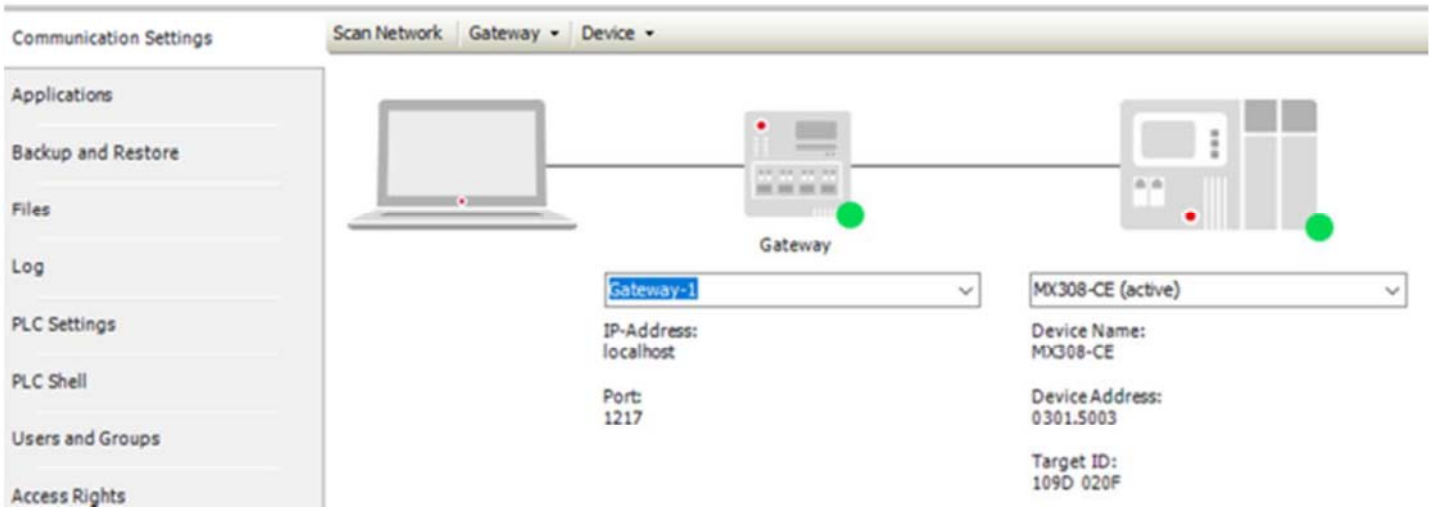 Communication Settings
Scan Network
Gateway
Device
Applications
Backup and Restore
Files
Log
PLC Settings
PLC Shell
Users and Groups
Access Rights
Gateway
Gateway-1
IP-Address:
localhost
Port:
1217
MX308-CE (active)
Device Name:
MX308-CE
Device Address:
0301.5003
Target ID:
109D 020F